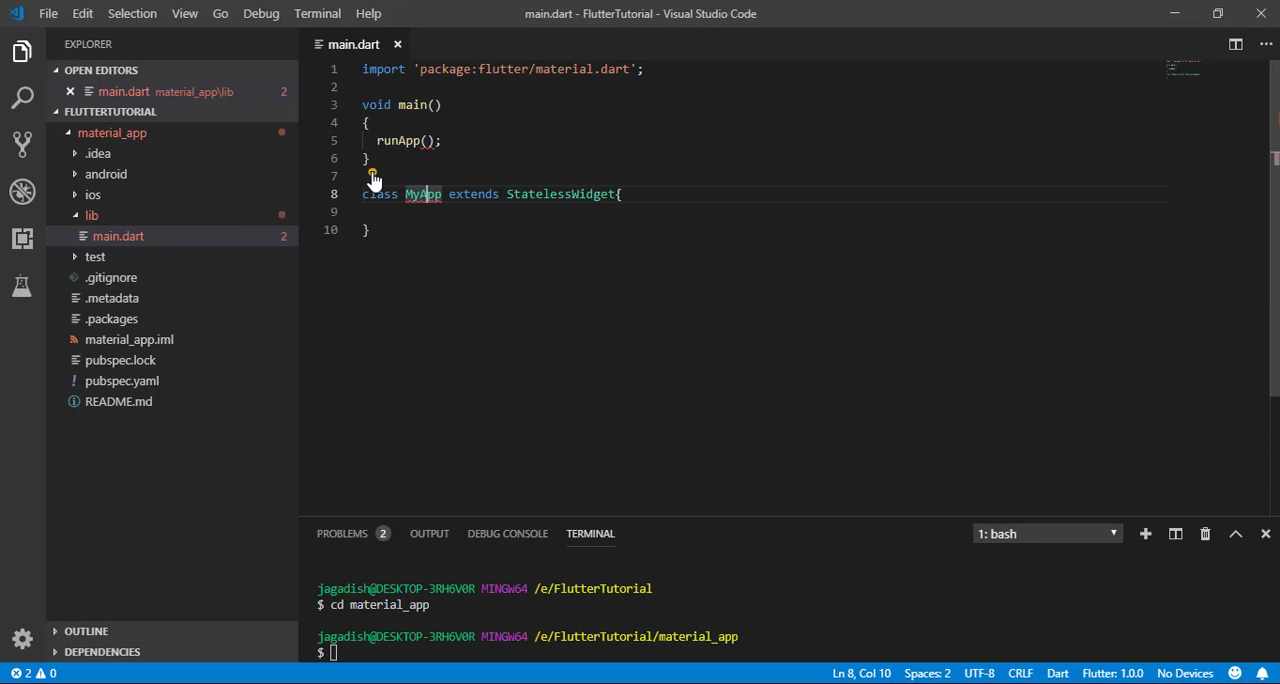 File Edit Selection View Go Debug Terminal Help
main.dart - FlutterTutorial - Visual Studio Code
EXPLORER
OPEN EDITORS
main.dart material_app\lib 2
FLUTTERTUTORIAL
material_app
.idea
android
ios
lib
main.dart 2
test
.gitignore
.metadata
.packages
material_app.iml
pubspec.lock
pubspec.yaml
README.md
OUTLINE
DEPENDENCIES
main.dart
1 import 'package:flutter/material.dart';
2
3 void main()
4 {
5 runApp();
6 }
7
8 class MyApp extends StatelessWidget{
9
10 }
PROBLEMS 2 OUTPUT DEBUG CONSOLE TERMINAL
1: bash
jagadish@DESKTOP-3RH6V0R MINGW64 /e/FlutterTutorial
$ cd material_app
jagadish@DESKTOP-3RH6V0R MINGW64 /e/FlutterTutorial/material_app
$
2 0
Ln 8, Col 10 Spaces: 2 UTF-8 CRLF Dart Flutter: 1.0.0 No Devices